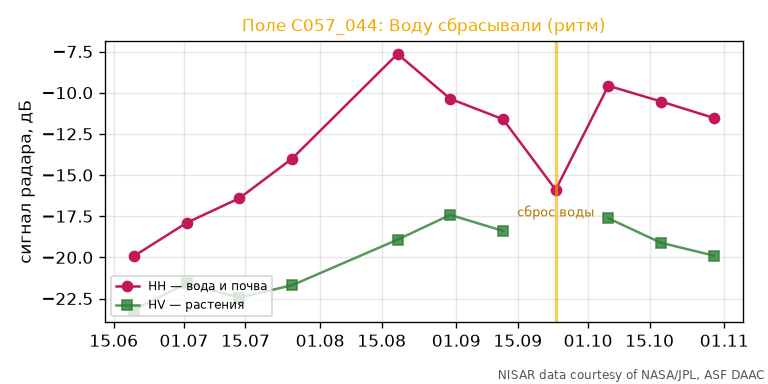 Поле C057_044: Воду сбрасывали (ритм)
сигнал радара, дБ
−7.5
−10.0
−12.5
−15.0
−17.5
−20.0
−22.5
сброс воды
HH — вода и почва
HV — растения
15.06 01.07 15.07 01.08 15.08 01.09 15.09 01.10 15.10 01.11
NISAR data courtesy of NASA/JPL, ASF DAAC